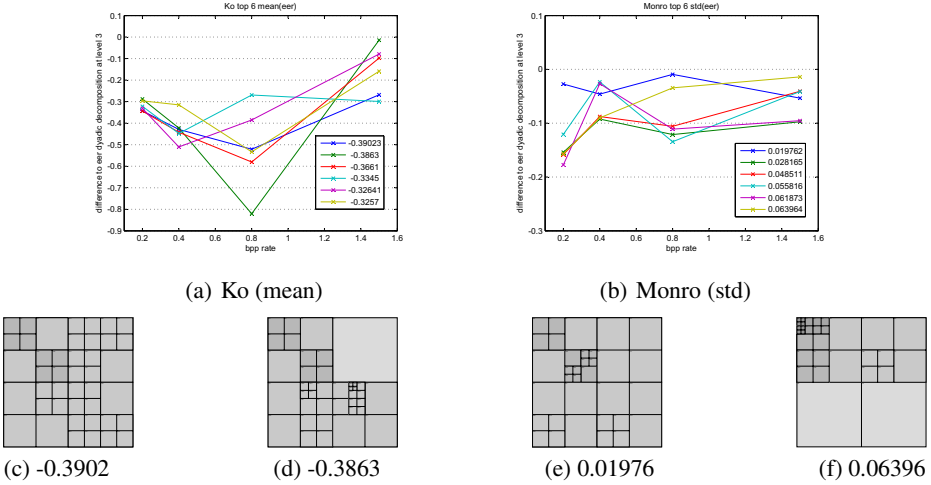 Ko top 6 mean(eer)
difference to eer dyadic decomposition at level 3
0.1
0
-0.1
-0.2
-0.3
-0.4
-0.5
-0.6
-0.7
-0.8
-0.9
0.2 0.4 0.6 0.8 1 1.2 1.4 1.6
bpp rate
-0.39023
-0.3863
-0.3661
-0.3345
-0.32641
-0.3257
(a) Ko (mean)
Monro top 6 std(eer)
difference to eer dyadic decomposition at level 3
0.1
0
-0.1
-0.2
-0.3
0.2 0.4 0.6 0.8 1 1.2 1.4 1.6
bpp rate
0.019762
0.028165
0.048511
0.055816
0.061873
0.063964
(b) Monro (std)
(c) -0.3902
(d) -0.3863
(e) 0.01976
(f) 0.06396